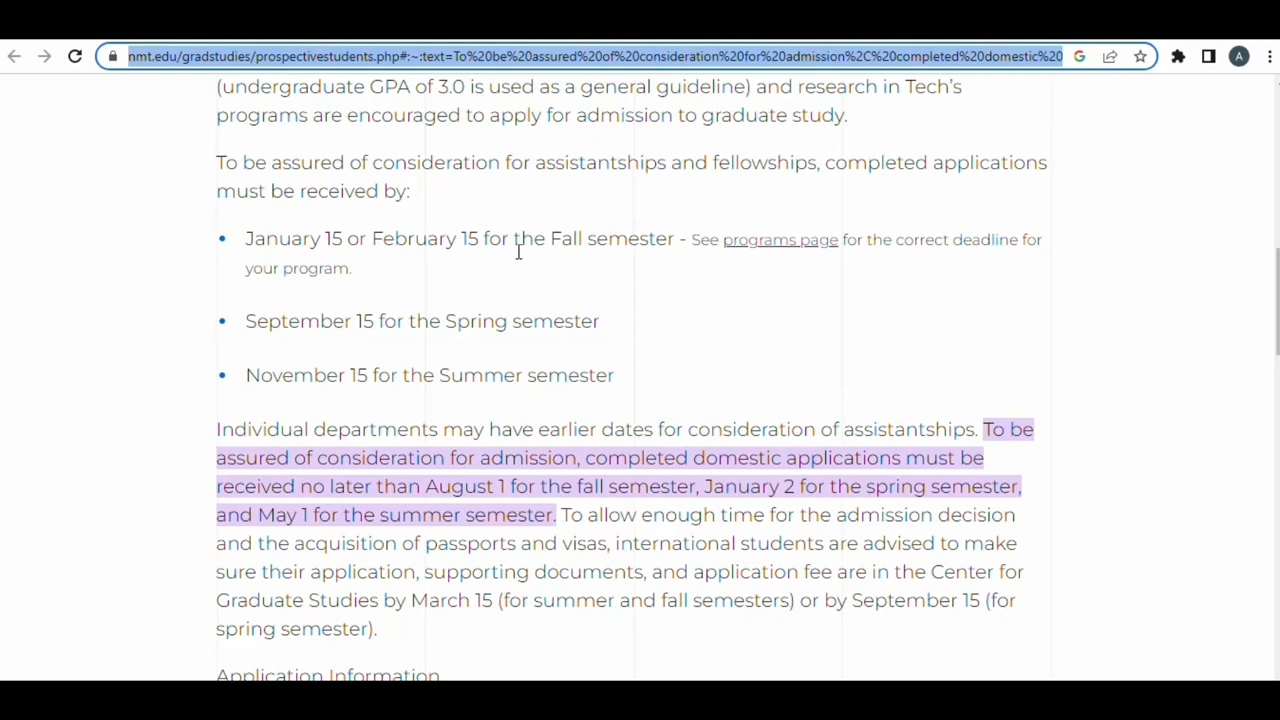 nmt.edu/gradstudies/prospectivestudents.php#:~:text=To%20be%20assured%20of%20consideration%20for%20admission%2C%20completed%20domestic%20
A
(undergraduate GPA of 3.0 is used as a general guideline) and research in Tech's
programs are encouraged to apply for admission to graduate study.
To be assured of consideration for assistantships and fellowships, completed applications
must be received by:
• January 15 or February 15 for the Fall semester - See programs page for the correct deadline for
your program.
• September 15 for the Spring semester
• November 15 for the Summer semester
Individual departments may have earlier dates for consideration of assistantships. To be
assured of consideration for admission, completed domestic applications must be
received no later than August 1 for the fall semester, January 2 for the spring semester,
and May 1 for the summer semester. To allow enough time for the admission decision
and the acquisition of passports and visas, international students are advised to make
sure their application, supporting documents, and application fee are in the Center for
Graduate Studies by March 15 (for summer and fall semesters) or by September 15 (for
spring semester).
Application Information